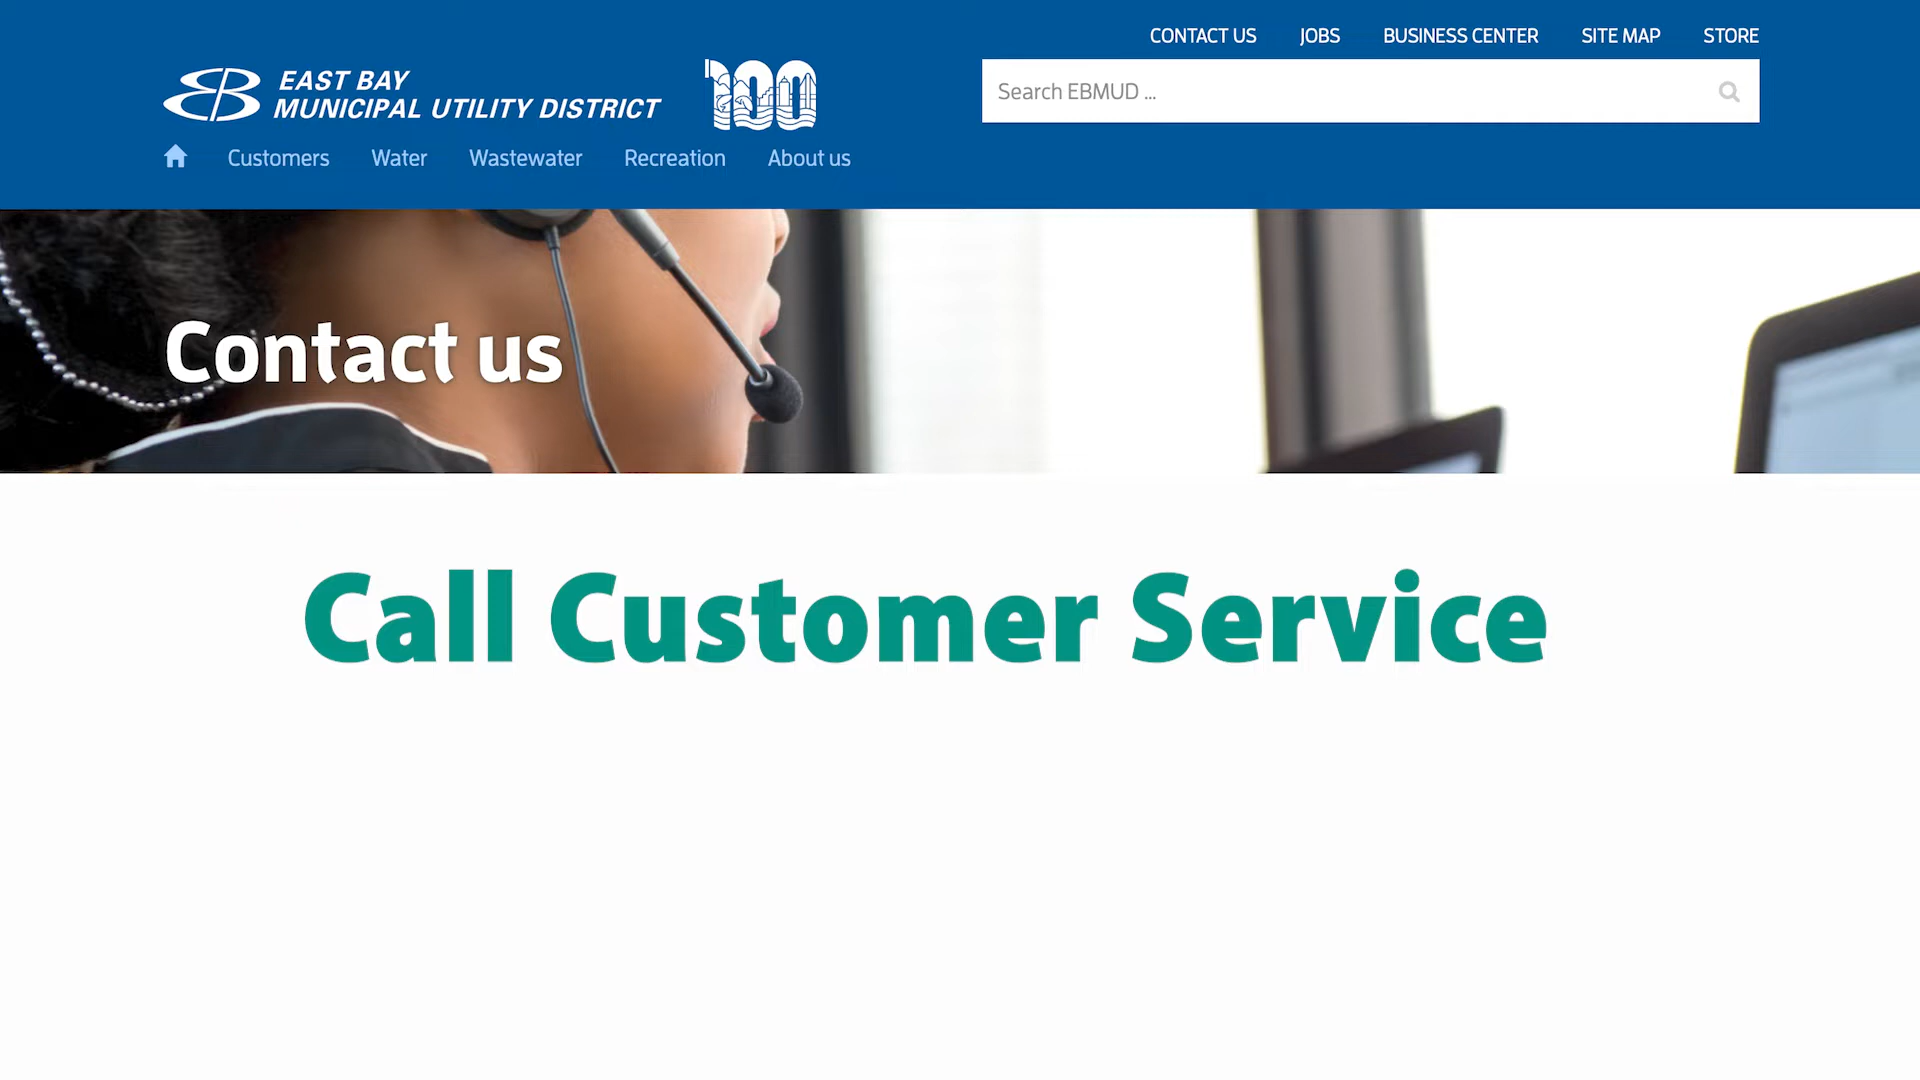 CONTACT US JOBS BUSINESS CENTER SITE MAP STORE
EAST BAY
MUNICIPAL UTILITY DISTRICT
100
Search EBMUD ...
Customers Water Wastewater Recreation About us
Contact us
Call Customer Service